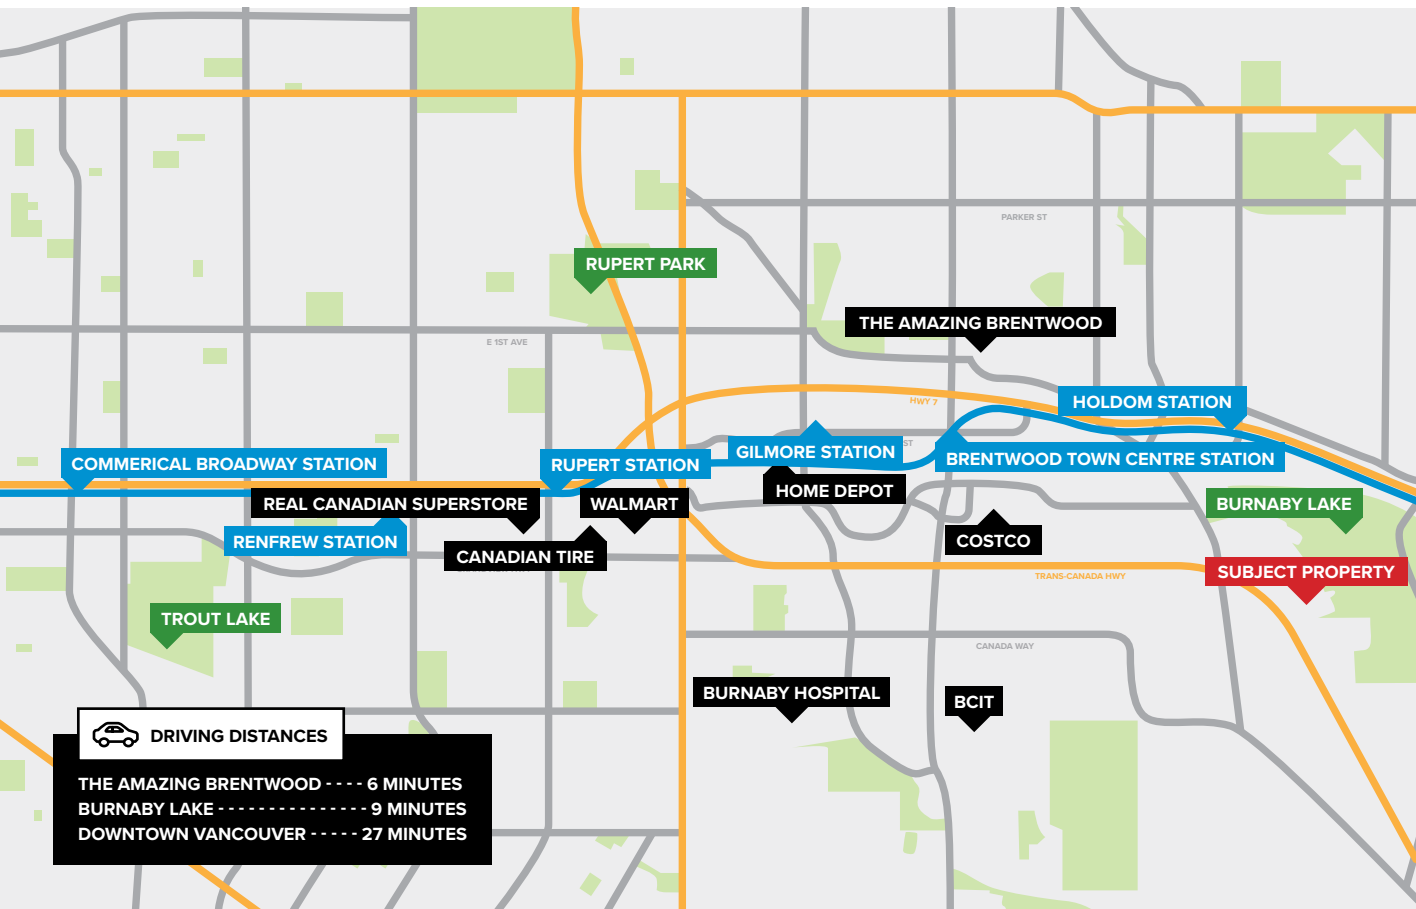 PARKER ST
RUPERT PARK
THE AMAZING BRENTWOOD
E 1ST AVE
HWY 7
HOLDOM STATION
ST
GILMORE STATION
BRENTWOOD TOWN CENTRE STATION
COMMERICAL BROADWAY STATION
RUPERT STATION
HOME DEPOT
REAL CANADIAN SUPERSTORE
WALMART
BURNABY LAKE
RENFREW STATION
CANADIAN TIRE
COSTCO
SUBJECT PROPERTY
TRANS-CANADA HWY
TROUT LAKE
CANADA WAY
BURNABY HOSPITAL
BCIT
DRIVING DISTANCES
THE AMAZING BRENTWOOD - - - - 6 MINUTES
BURNABY LAKE - - - - - - - - - - - - - - - 9 MINUTES
DOWNTOWN VANCOUVER - - - - - 27 MINUTES